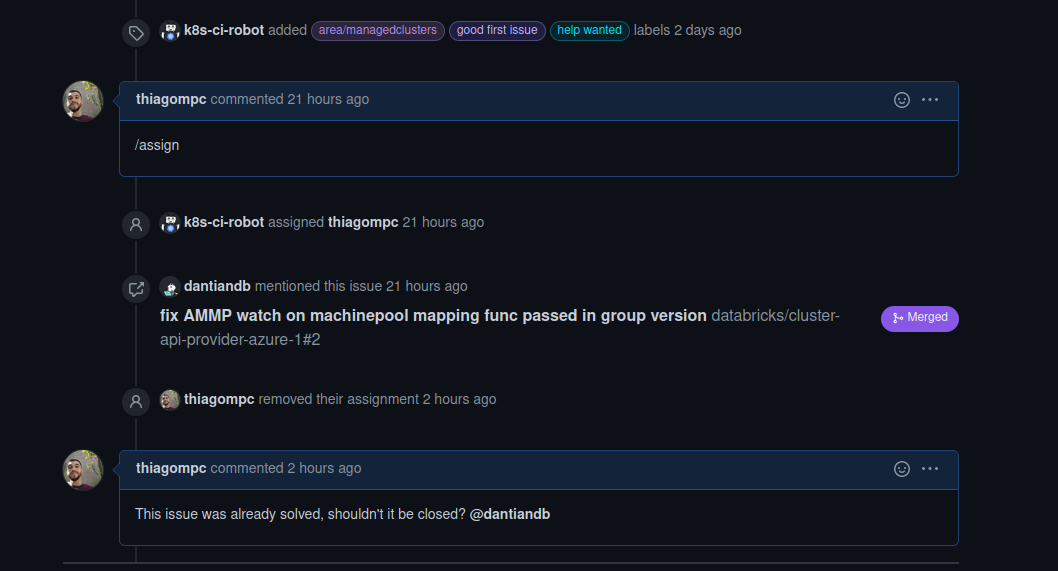 k8s-ci-robot added area/managedclusters good first issue help wanted labels 2 days ago
thiagompc commented 21 hours ago
/assign
k8s-ci-robot assigned thiagompc 21 hours ago
dantiandb mentioned this issue 21 hours ago
fix AMMP watch on machinepool mapping func passed in group version databricks/cluster-
api-provider-azure-1#2
Merged
thiagompc removed their assignment 2 hours ago
thiagompc commented 2 hours ago
This issue was already solved, shouldn't it be closed? @dantiandb